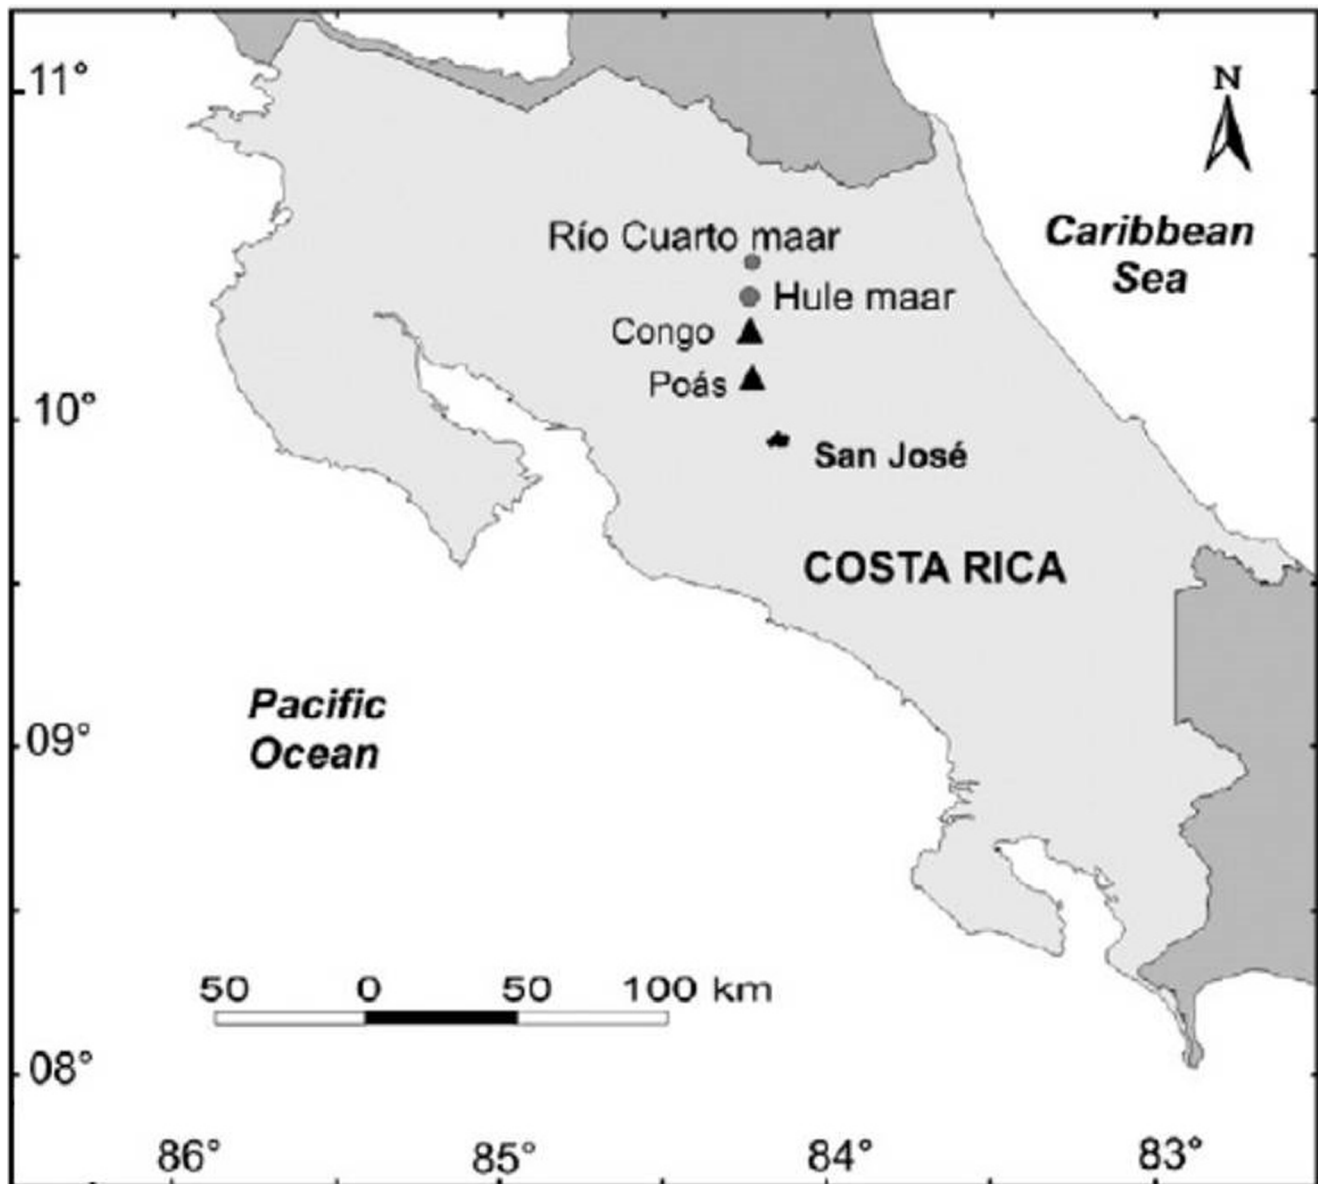 11°
N
Caribbean
Sea
Río Cuarto maar
Hule maar
Congo
Poás
10°
San José
COSTA RICA
Pacific
Ocean
09°
50 0 50 100 km
08°
86° 85° 84° 83°